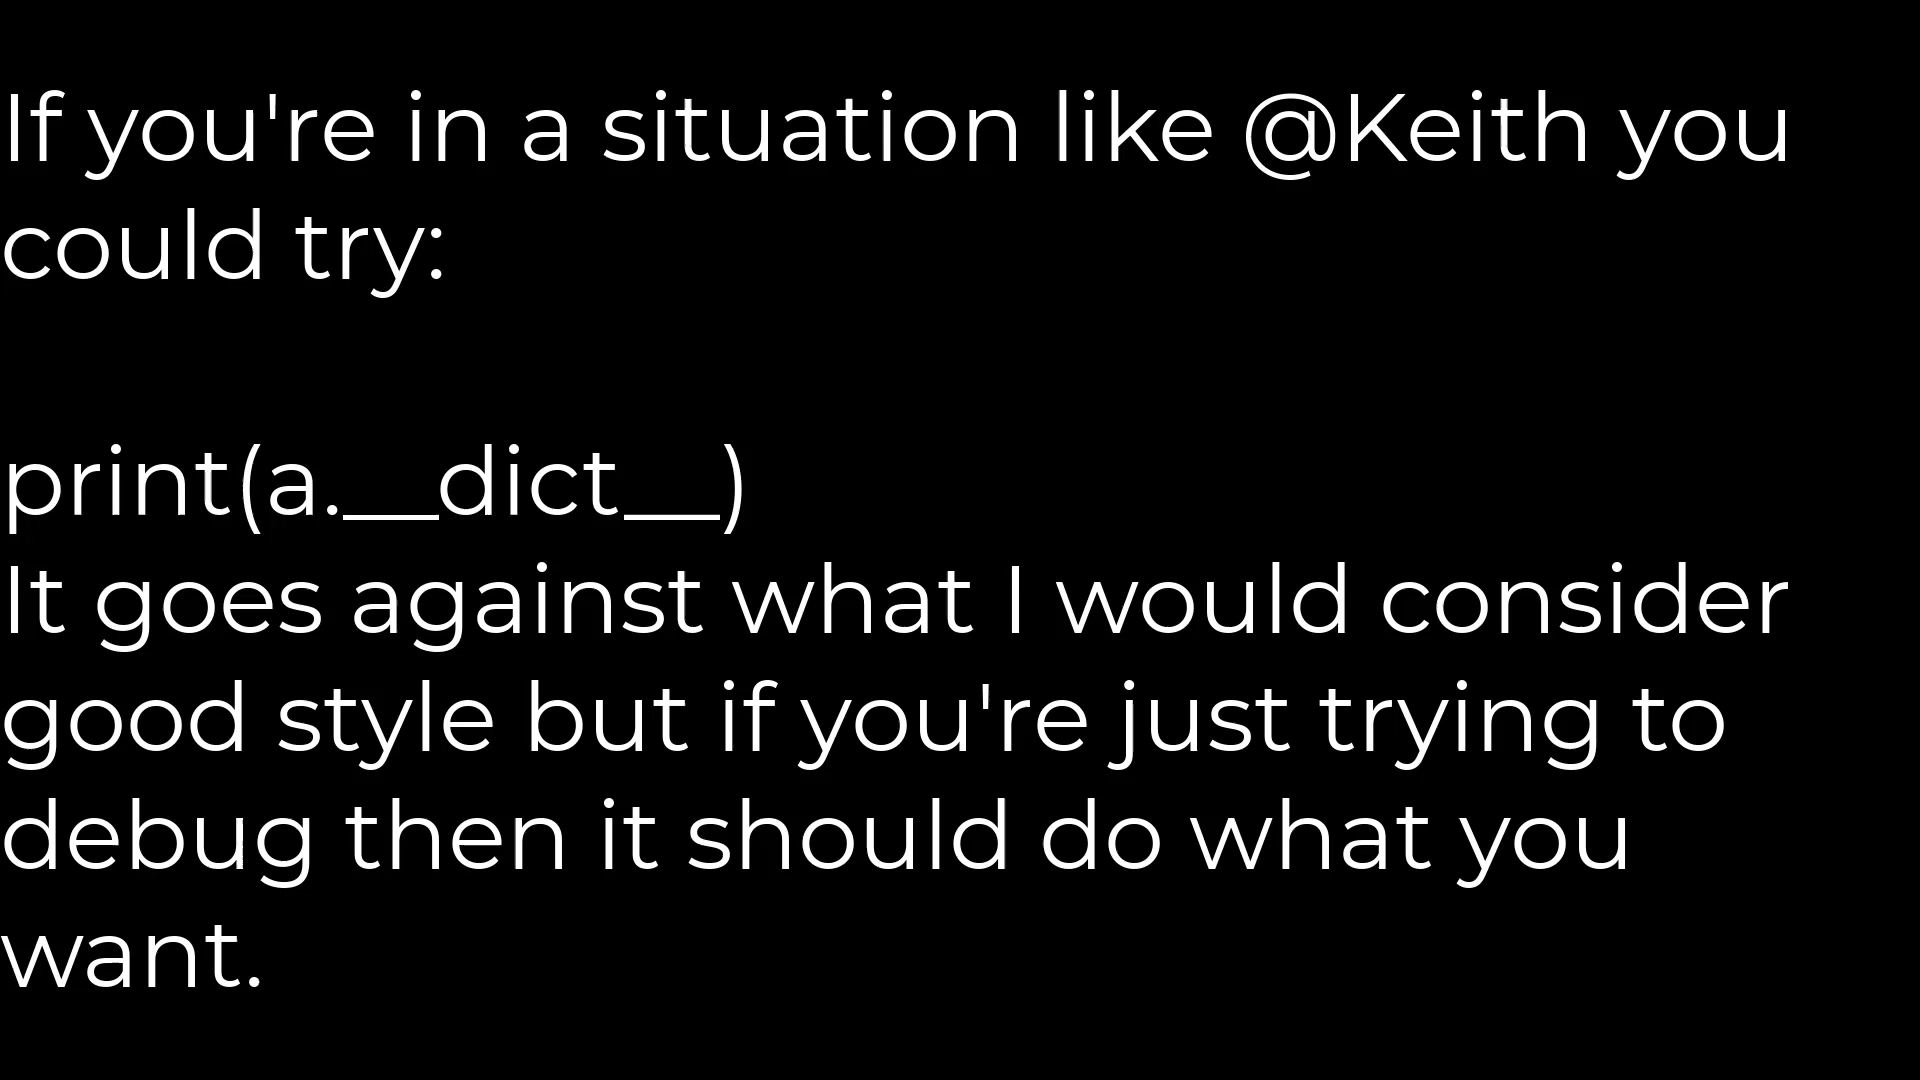 If you're in a situation like @Keith you
could try:
print(a.__dict__)
It goes against what I would consider
good style but if you're just trying to
debug then it should do what you
want.